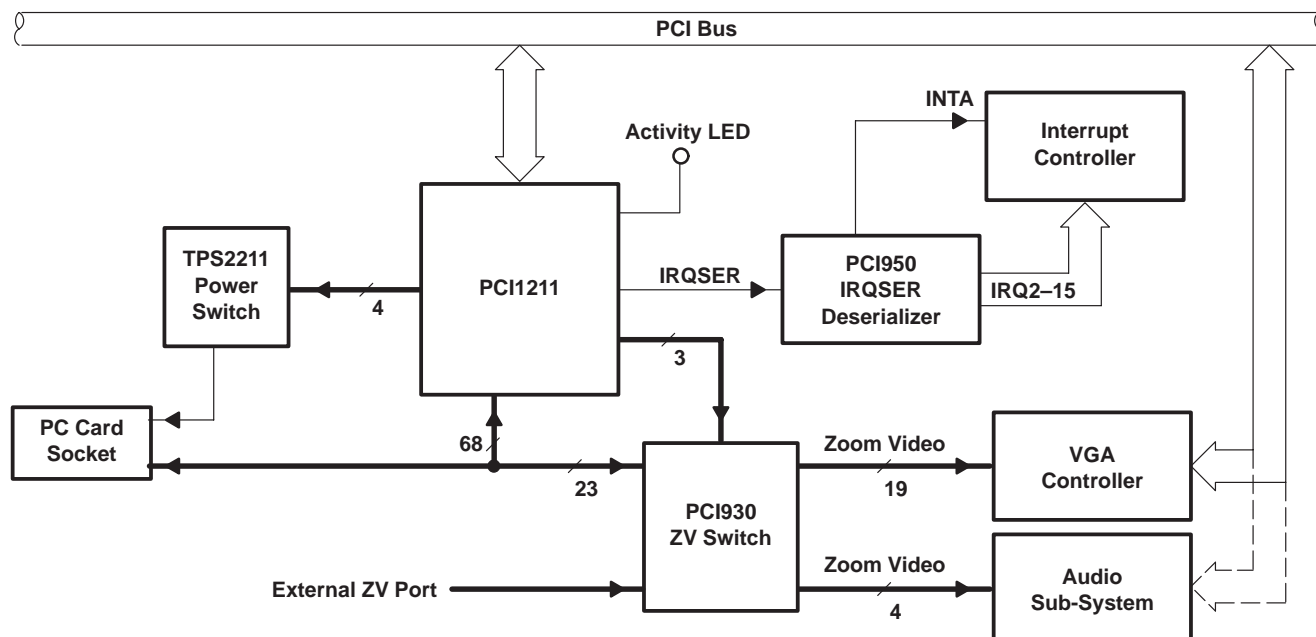 PCI Bus
Activity LED
INTA
Interrupt
Controller
TPS2211
Power
Switch
4
PCI1211
IRQSER
PCI950
IRQSER
Deserializer
IRQ2–15
3
PC Card
Socket
68
23
PCI930
ZV Switch
Zoom Video
19
VGA
Controller
External ZV Port
Zoom Video
4
Audio
Sub-System